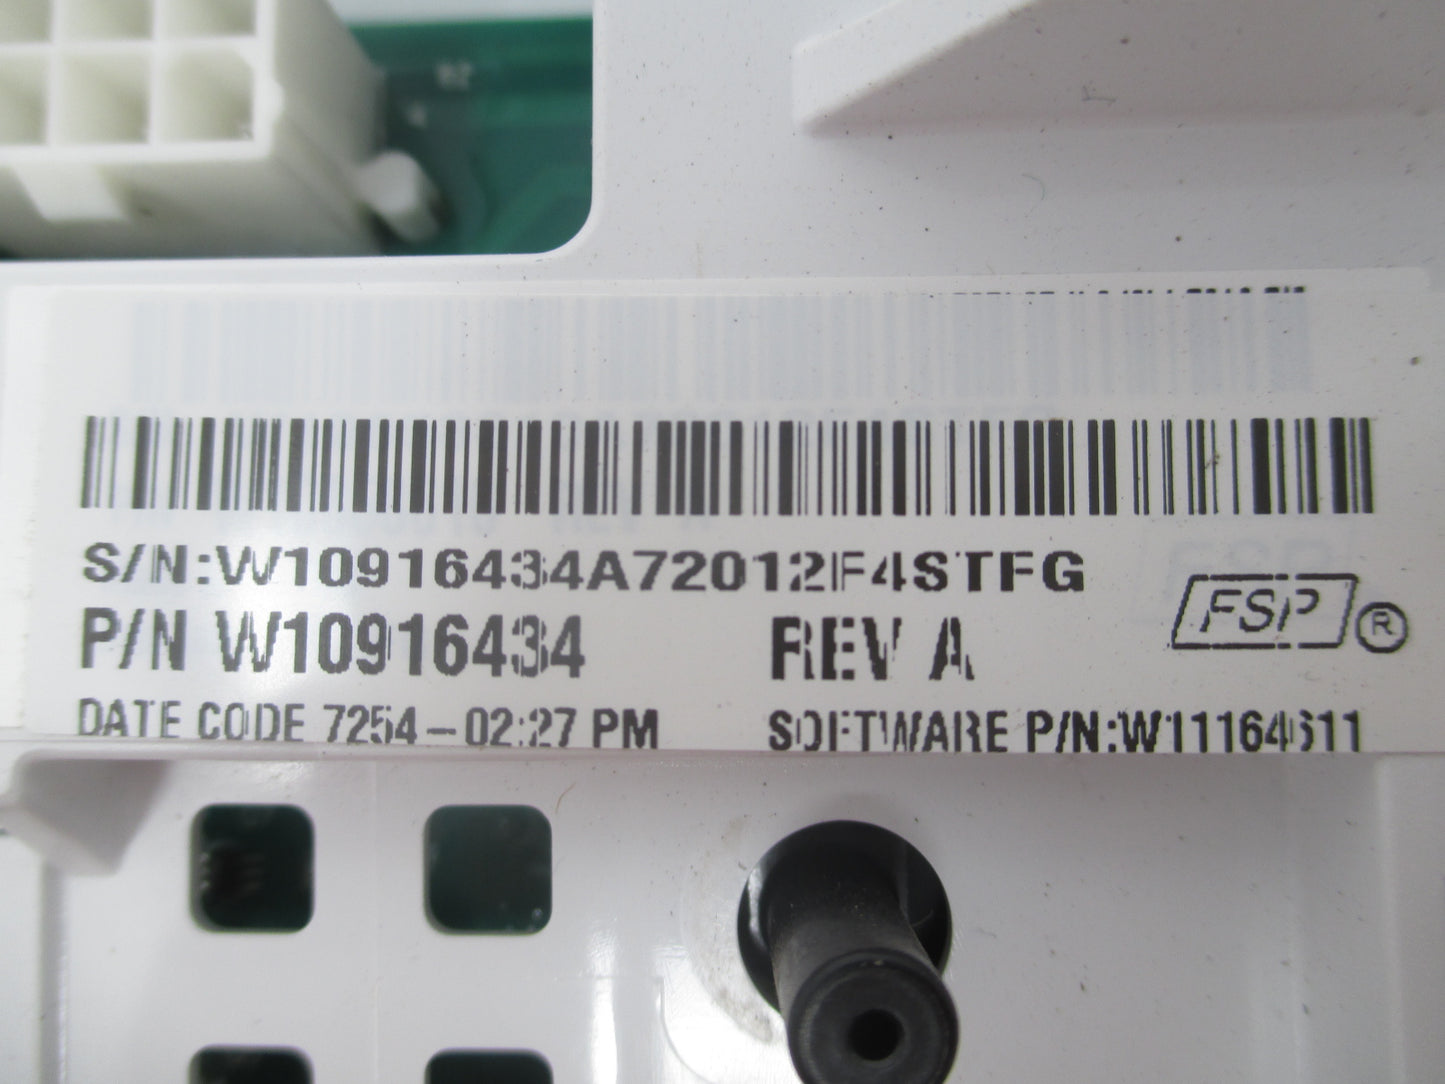 S/N:W10916434A72012F4STFG
P/N W10916434 REV A
FSP®
DATE CODE 7254-02:27 PM SOFTWARE P/N:W11164611